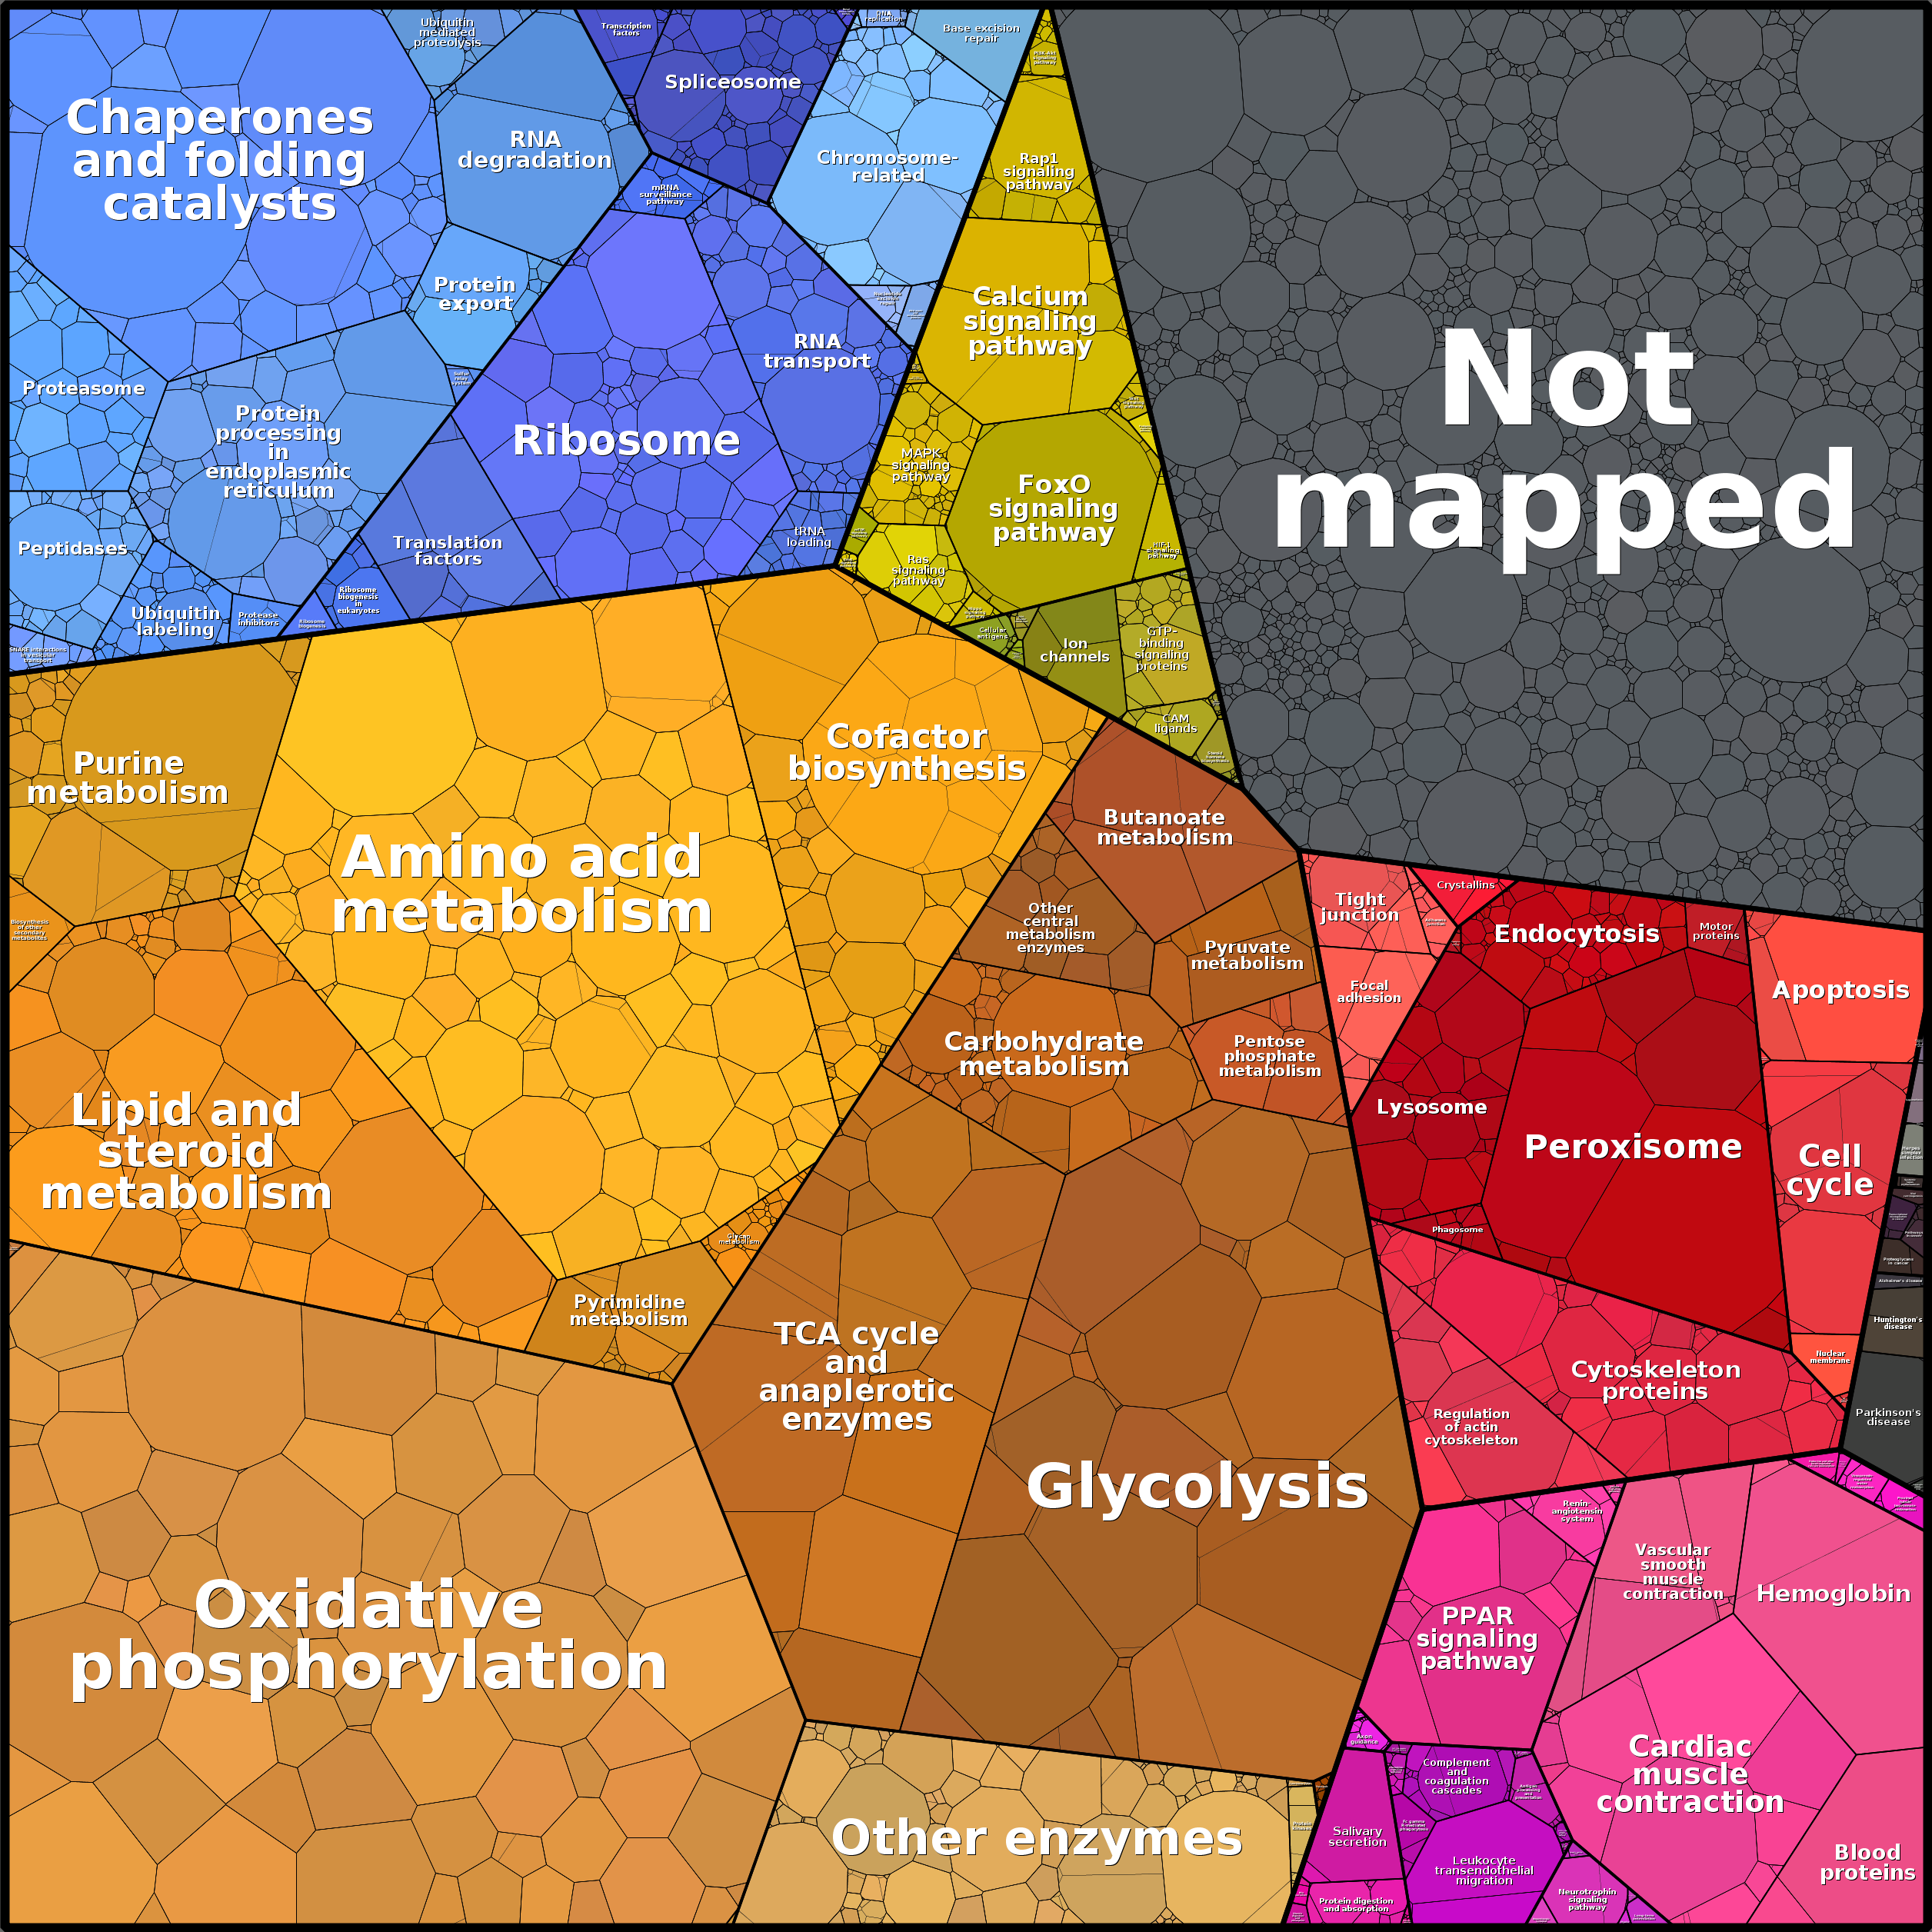 Ubiquitin
mediated
proteolysis
Transcription
factors
Base excision
repair
Spliceosome
Chaperones
and folding
catalysts
RNA
degradation
Chromosome-
related
Rap1
signaling
pathway
mRNA
surveillance
pathway
Protein
export
Calcium
signaling
pathway
RNA
transport
Not
mapped
Proteasome
Protein
processing
in
endoplasmic
reticulum
Ribosome
MAPK
signaling
pathway
FoxO
signaling
pathway
Peptidases
Translation
factors
tRNA
loading
Ras
signaling
pathway
HIF-1
signaling
pathway
Ribosome
biogenesis
in
eukaryotes
Ubiquitin
labeling
Protease
inhibitors
Ribosome
biogenesis
SNARE interactions
in vesicular
transport
Cellular
antigens
Ion
channels
GTP-
binding
signaling
proteins
CAM
ligands
Purine
metabolism
Cofactor
biosynthesis
Amino acid
metabolism
Butanoate
metabolism
Biosynthesis
of other
secondary
metabolites
Other
central
metabolism
enzymes
Pyruvate
metabolism
Tight
junction
Crystallins
Endocytosis
Motor
proteins
Focal
adhesion
Apoptosis
Carbohydrate
metabolism
Pentose
phosphate
metabolism
Lysosome
Peroxisome
Cell
cycle
Lipid and
steroid
metabolism
Phagosome
Glycan
metabolism
Pyrimidine
metabolism
TCA cycle
and
anaplerotic
enzymes
Cytoskeleton
proteins
Regulation
of actin
cytoskeleton
Nuclear
membrane
Alzheimer's disease
Huntington's
disease
Parkinson's
disease
Glycolysis
Renin-
angiotensin
system
Vascular
smooth
muscle
contraction
Hemoglobin
PPAR
signaling
pathway
Oxidative
phosphorylation
Axon
guidance
Complement
and
coagulation
cascades
Cardiac
muscle
contraction
Other enzymes
Salivary
secretion
Leukocyte
transendothelial
migration
Blood
proteins
Protein digestion
and absorption
Neurotrophin
signaling
pathway